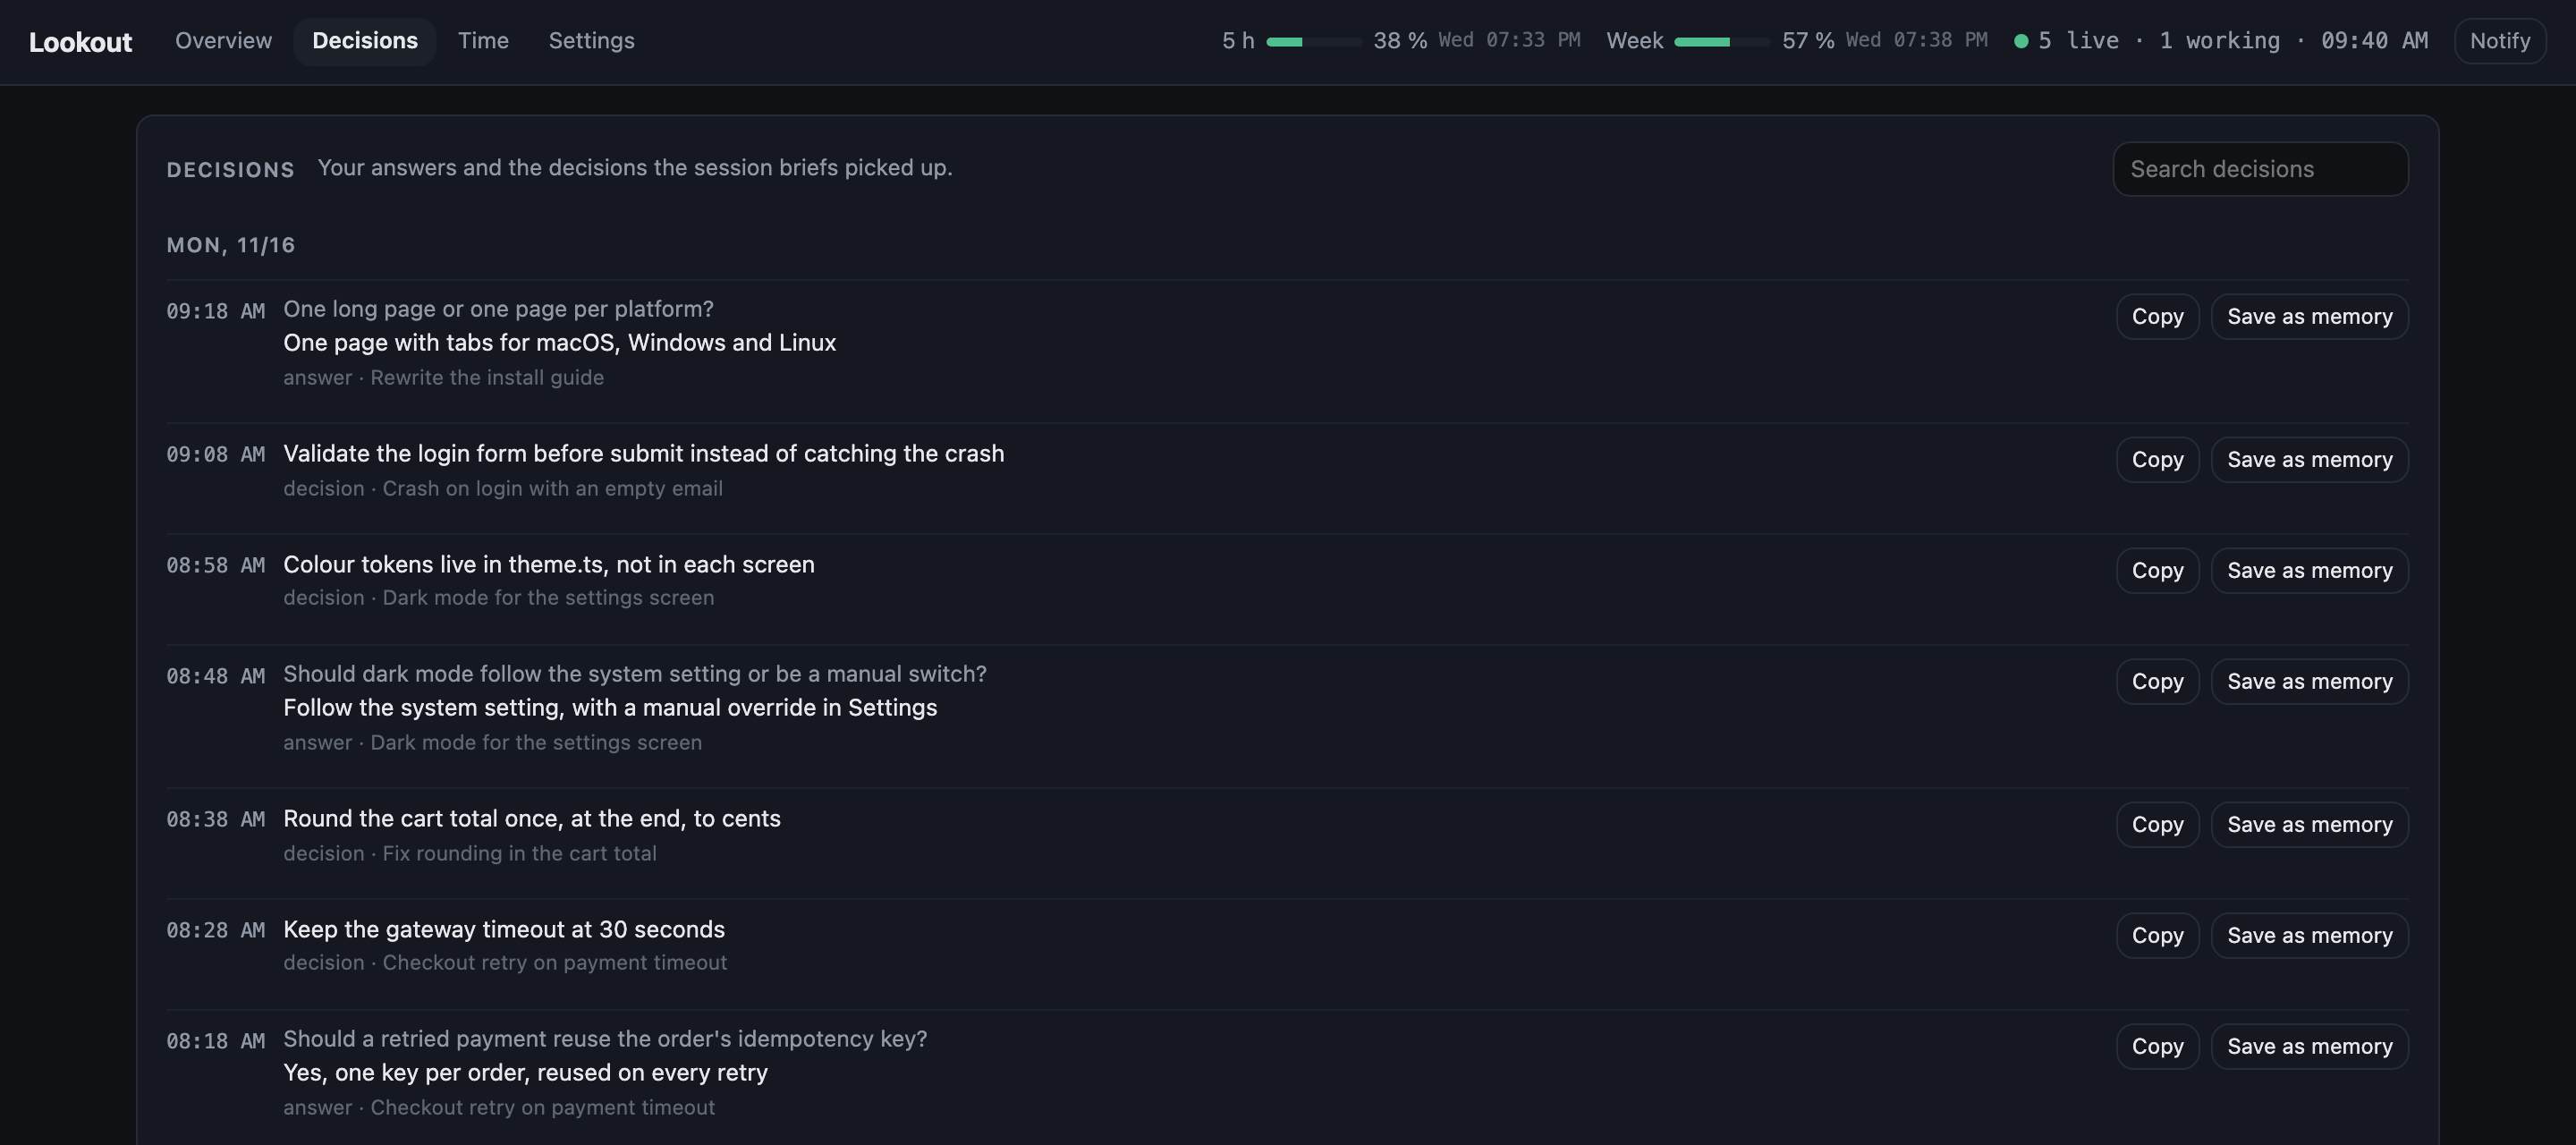 Lookout Overview Decisions Time Settings 5 h 38 % Wed 07:33 PM Week 57 % Wed 07:38 PM 5 live · 1 working · 09:40 AM Notify
DECISIONS Your answers and the decisions the session briefs picked up. Search decisions
MON, 11/16
09:18 AM One long page or one page per platform? Copy Save as memory
One page with tabs for macOS, Windows and Linux
answer · Rewrite the install guide
09:08 AM Validate the login form before submit instead of catching the crash Copy Save as memory
decision · Crash on login with an empty email
08:58 AM Colour tokens live in theme.ts, not in each screen Copy Save as memory
decision · Dark mode for the settings screen
08:48 AM Should dark mode follow the system setting or be a manual switch? Copy Save as memory
Follow the system setting, with a manual override in Settings
answer · Dark mode for the settings screen
08:38 AM Round the cart total once, at the end, to cents Copy Save as memory
decision · Fix rounding in the cart total
08:28 AM Keep the gateway timeout at 30 seconds Copy Save as memory
decision · Checkout retry on payment timeout
08:18 AM Should a retried payment reuse the order's idempotency key? Copy Save as memory
Yes, one key per order, reused on every retry
answer · Checkout retry on payment timeout